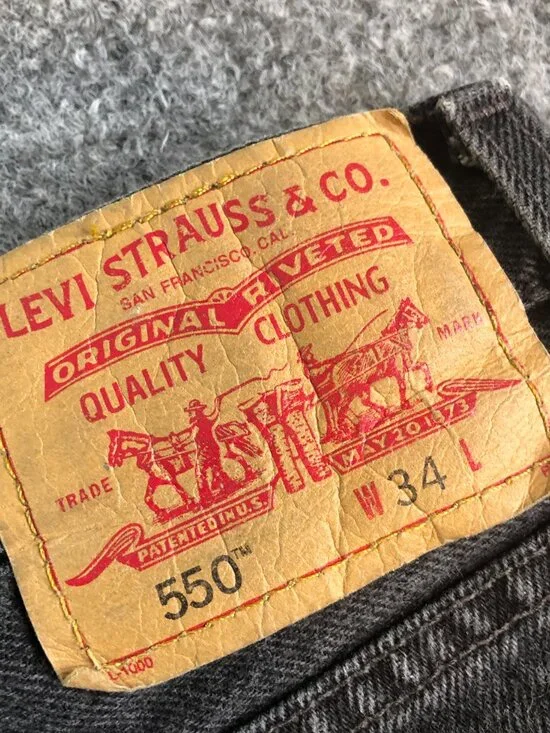 LEVI STRAUSS & CO.
SAN FRANCISCO, CAL.
ORIGINAL RIVETED
QUALITY CLOTHING
TRADE MARK
PATENTED IN U.S. MAY 20 1873
550™ W 34 L
L-1000